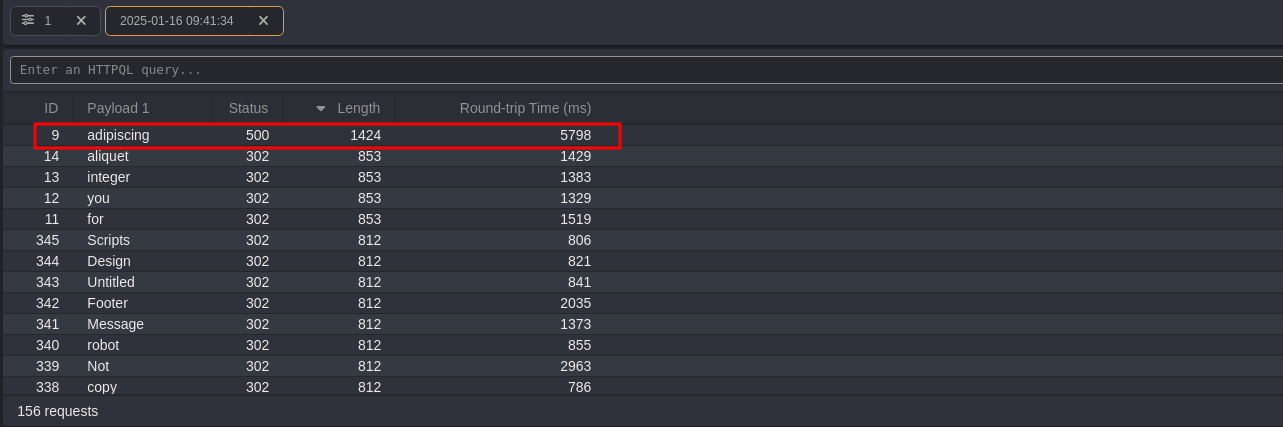 1 2025-01-16 09:41:34
Enter an HTTPQL query...
ID Payload 1 Status Length Round-trip Time (ms)
9 adipiscing 500 1424 5798
14 aliquet 302 853 1429
13 integer 302 853 1383
12 you 302 853 1329
11 for 302 853 1519
345 Scripts 302 812 806
344 Design 302 812 821
343 Untitled 302 812 841
342 Footer 302 812 2035
341 Message 302 812 1373
340 robot 302 812 855
339 Not 302 812 2963
338 copy 302 812 786
156 requests